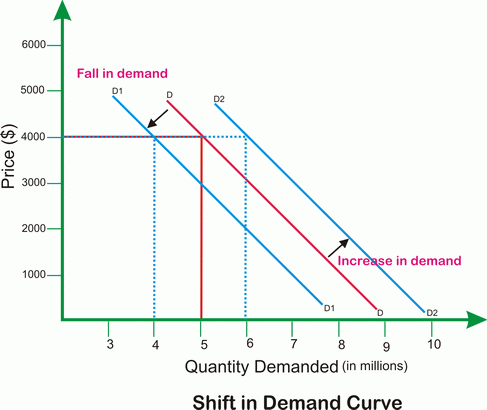 6000
Fall in demand
5000
D1
D
D2
4000
Price ($)
3000
2000
Increase in demand
1000
D1
D
D2
3 4 5 6 7 8 9 10
Quantity Demanded (in millions)
Shift in Demand Curve